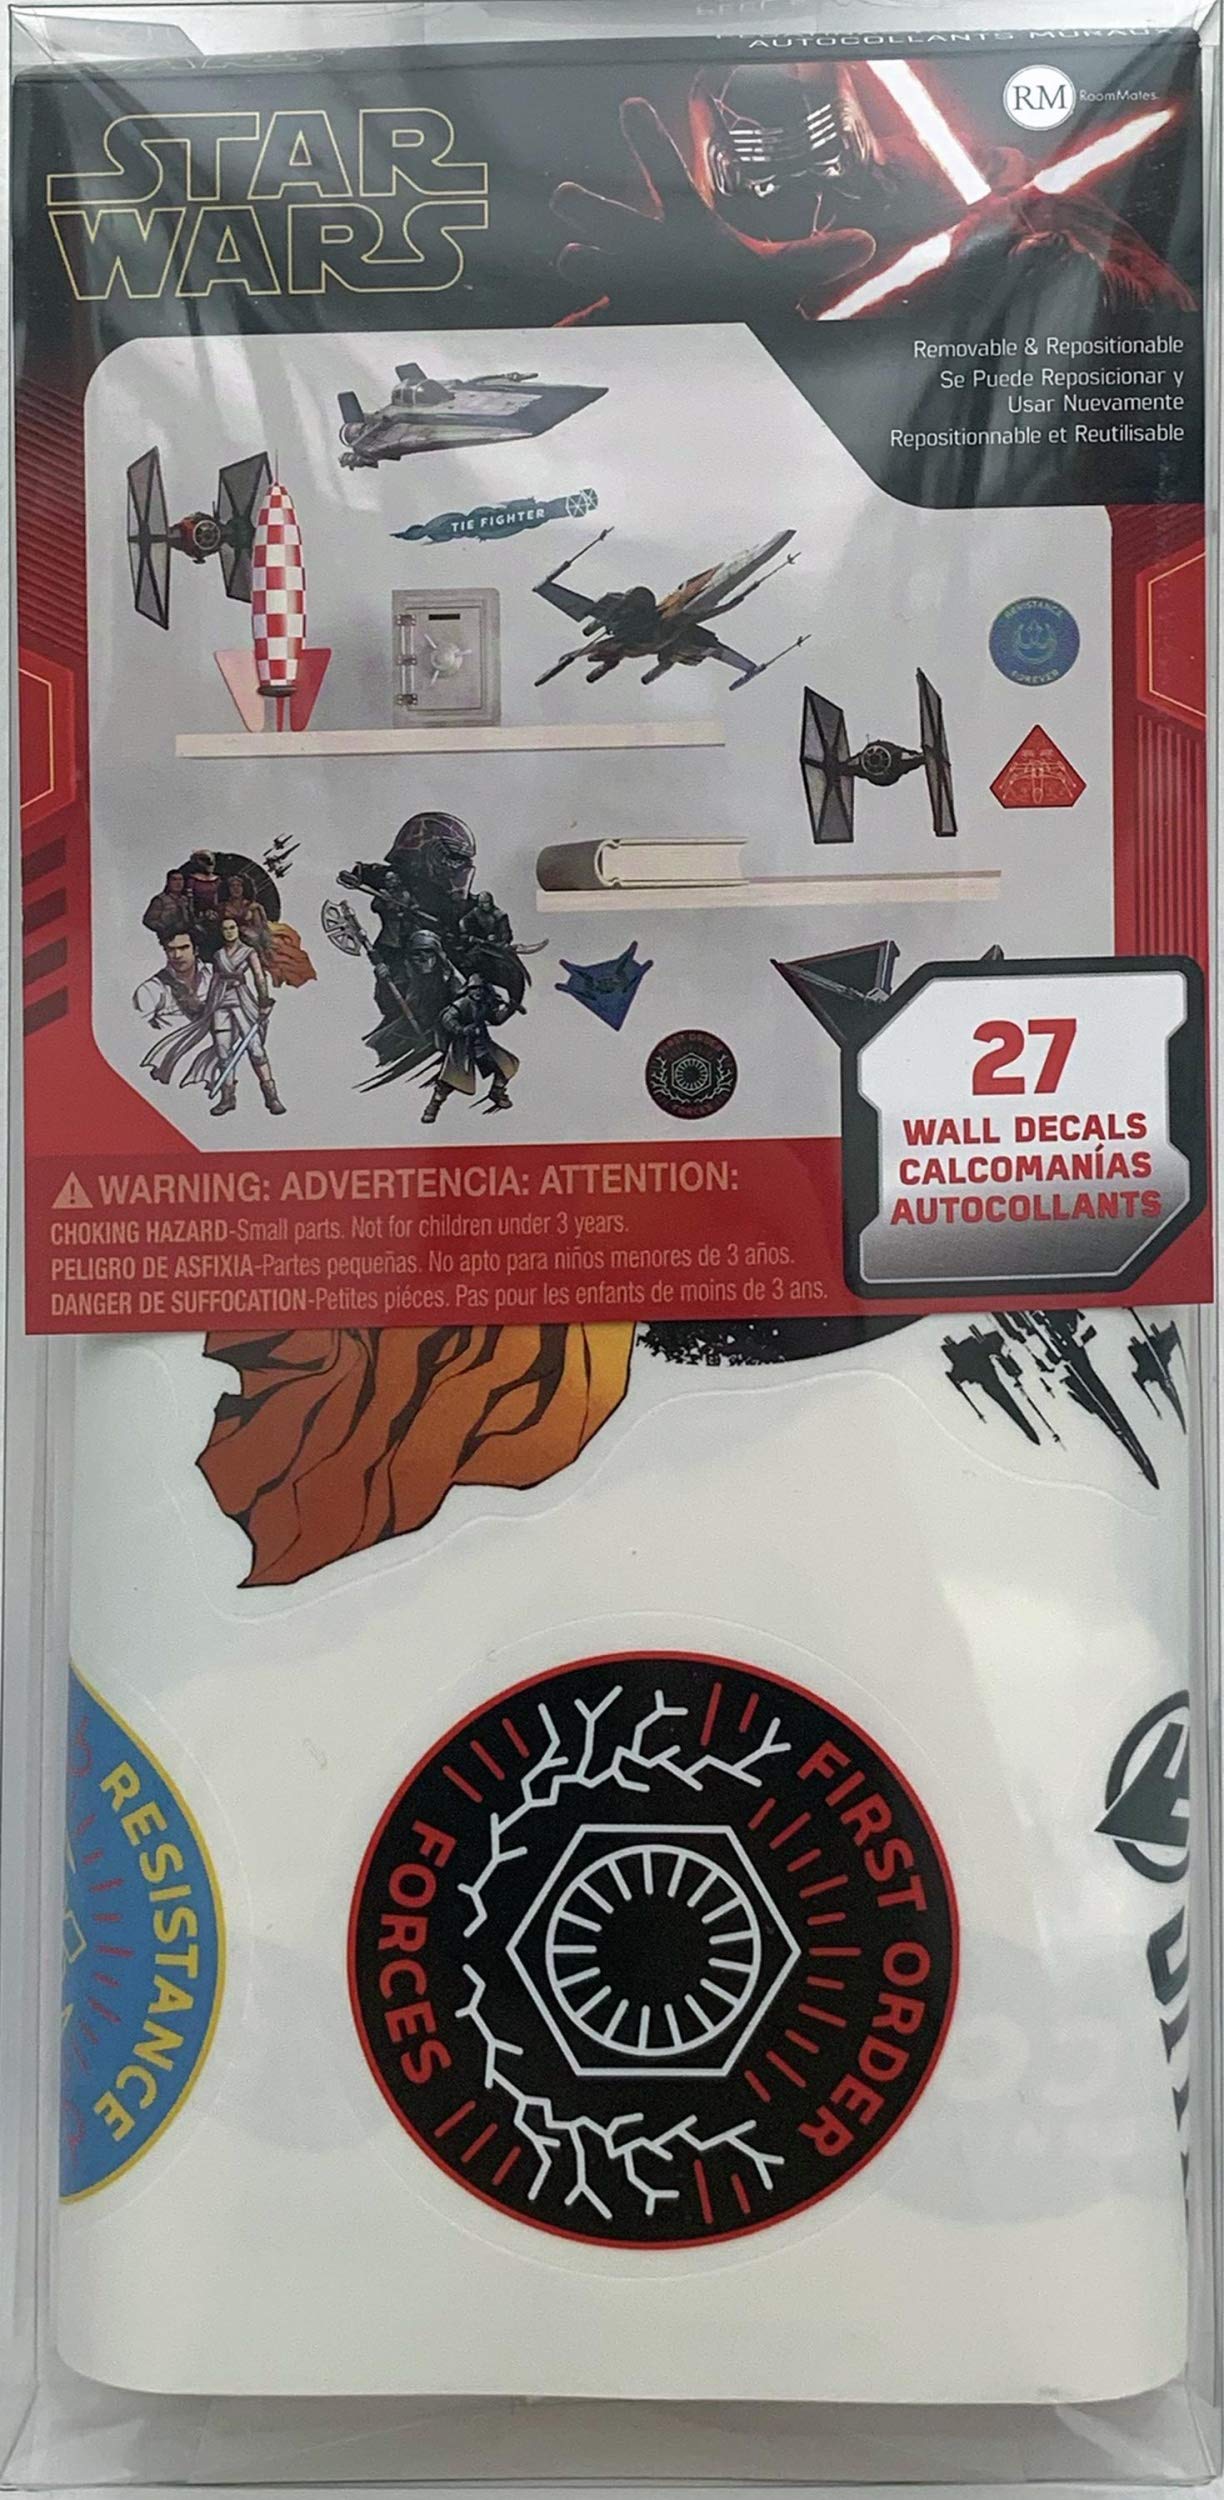 AUTOCOLLANTS MURAUX
STAR
WARS
RM RoomMates
Removable & Repositionable
Se Puede Reposicionar y
Usar Nuevamente
Repositionnable et Reutilisable
TIE FIGHTER
RESISTANCE
FOREVER
FIRST ORDER
FORCES
27
WALL DECALS
CALCOMANÍAS
AUTOCOLLANTS
WARNING: ADVERTENCIA: ATTENTION:
CHOKING HAZARD-Small parts. Not for children under 3 years.
PELIGRO DE ASFIXIA-Partes pequeñas. No apto para niños menores de 3 años.
DANGER DE SUFFOCATION-Petites piéces. Pas pour les enfants de moins de 3 ans.
RESISTANCE
FIRST ORDER
FORCES